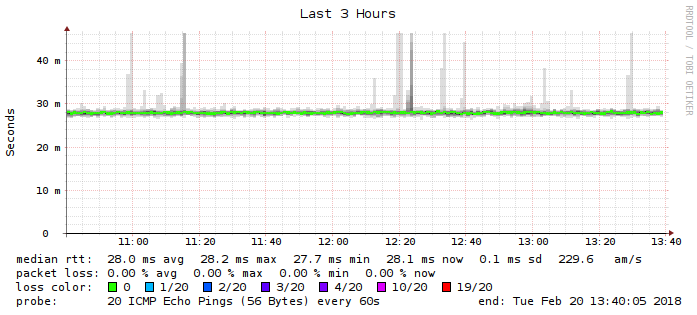 Last 3 Hours
RRDTOOL / TOBI OETIKER
Seconds
40 m
30 m
20 m
10 m
0
11:00 11:20 11:40 12:00 12:20 12:40 13:00 13:20 13:40
median rtt: 28.0 ms avg 28.2 ms max 27.7 ms min 28.1 ms now 0.1 ms sd 229.6 am/s
packet loss: 0.00 % avg 0.00 % max 0.00 % min 0.00 % now
loss color: 0 1/20 2/20 3/20 4/20 10/20 19/20
probe: 20 ICMP Echo Pings (56 Bytes) every 60s end: Tue Feb 20 13:40:05 2018